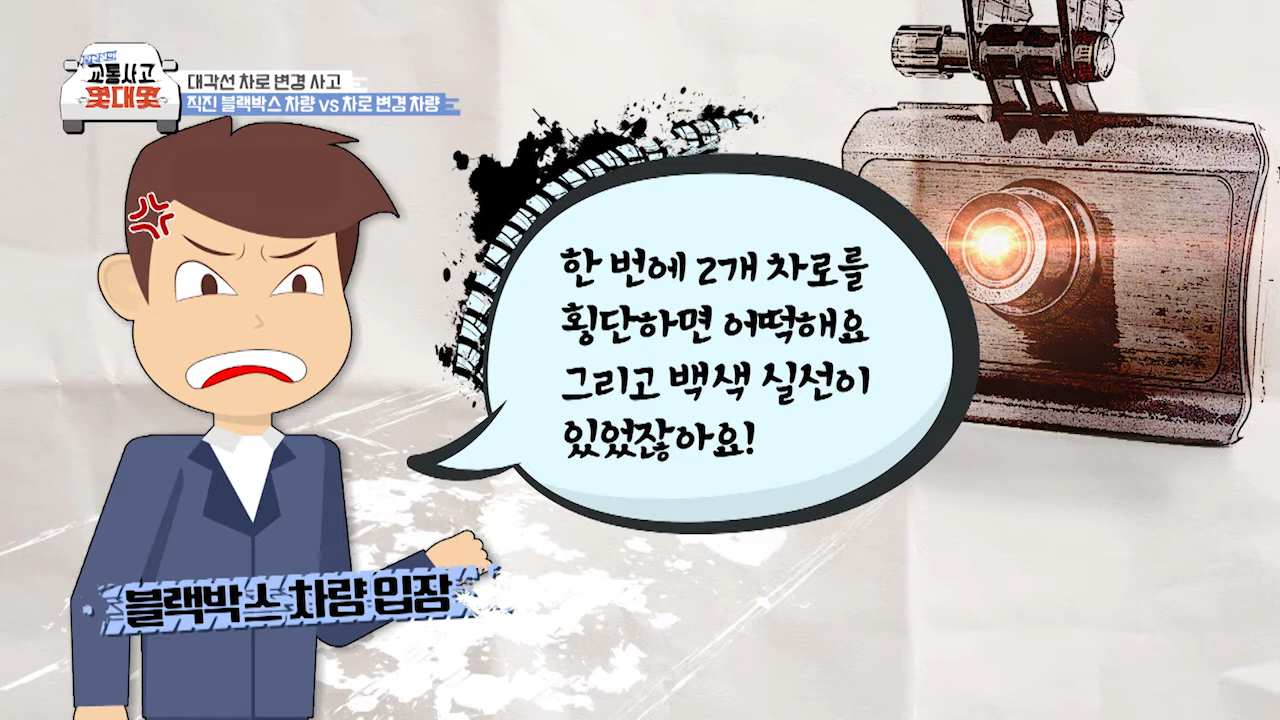 교통사고
몇대몇
대각선 차로 변경 사고
직진 블랙박스 차량 vs 차로 변경 차량
한 번에 2개 차로를
횡단하면 어떡해요
그리고 백색 실선이
있었잖아요!
블랙박스 차량 입장